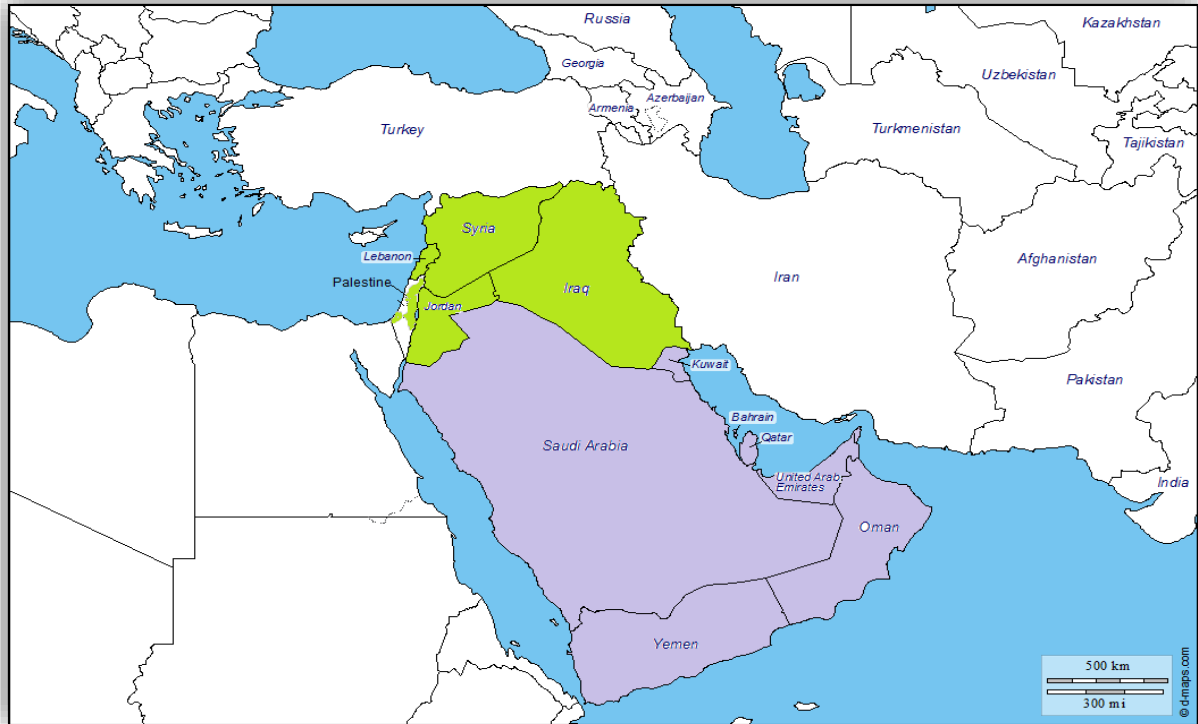 Russia
Kazakhstan
Georgia
Uzbekistan
Armenia
Azerbaijan
Turkey
Turkmenistan
Tajikistan
Syria
Lebanon
Afghanistan
Palestine
Iran
Iraq
Jordan
Kuwait
Pakistan
Bahrain
Qatar
Saudi Arabia
United Arab
Emirates
India
Oman
Yemen
500 km
300 mi
© d-maps.com